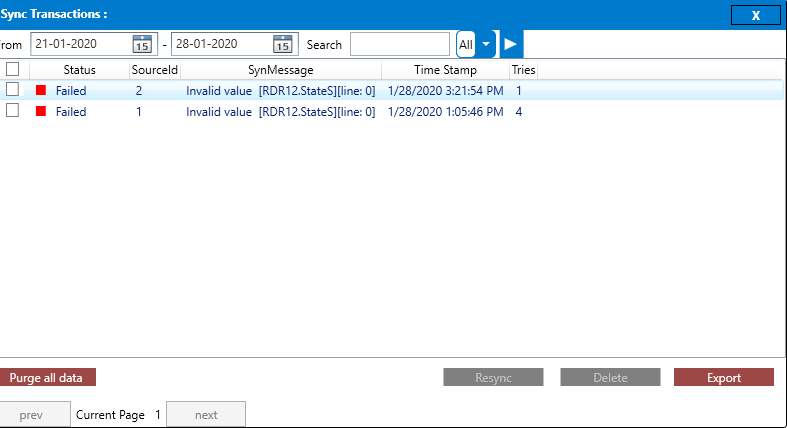 Sync Transactions :
X
rom 21-01-2020 15 - 28-01-2020 15 Search All
Status SourceId SynMessage Time Stamp Tries
Failed 2 Invalid value [RDR12.StateS][line: 0] 1/28/2020 3:21:54 PM 1
Failed 1 Invalid value [RDR12.StateS][line: 0] 1/28/2020 1:05:46 PM 4
Purge all data Resync Delete Export
prev Current Page 1 next